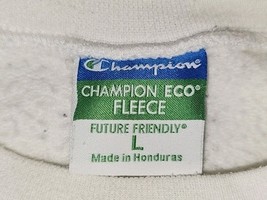 Champion
CHAMPION ECO®
FLEECE
FUTURE FRIENDLY®
L
Made in Honduras